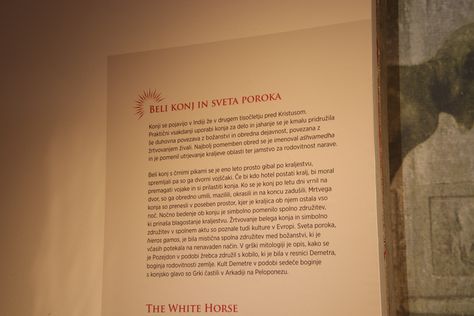 BELI KONJ IN SVETA POROKA
Konji se pojavijo v Indiji že v drugem tisočletju pred Kristusom.
Praktični vsakdanji uporabi konja za delo in jahanje se je kmalu pridružila
še duhovna povezava z božanstvi in obredna dejavnost, povezana z
žrtvovanjem živali. Najbolj pomemben obred se je imenoval ashvamedha
in je pomenil utrjevanje kraljeve oblasti ter jamstvo za rodovitnost narave.
Beli konj s črnimi pikami se je eno leto prosto gibal po kraljestvu,
spremljali pa so ga dvorni vojščaki. Če bi kdo hotel postati kralj, bi moral
premagati vojake in si prilastiti konja. Ko se je konj po letu dni vrnil na
dvor, so ga obredno umili, mazilili, okrasili in na koncu zadušili. Mrtvega
konja so prenesli v poseben prostor, kjer je kraljica ob njem ostala vso
noč. Nočno bedenje ob konju je simbolno pomenilo spolno združitev,
ki prinaša blagostanje kraljestvu. Žrtvovanje belega konja in simbolno
združitev v spolnem aktu so poznale tudi kulture v Evropi. Sveta poroka,
hieros gamos, je bila mistična spolna združitev med božanstvi, ki je
včasih potekala na nenavaden način. V grški mitologiji je opis, kako se
je Pozejdon v podobi žrebca združil s kobilo, ki je bila v resnici Demetra,
boginja rodovitnosti zemlje. Kult Demetre v podobi sedeče boginje
s konjsko glavo so Grki častili v Arkadiji na Peloponezu.
THE WHITE HORSE